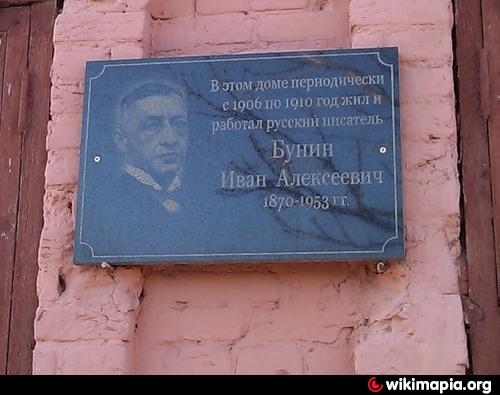 В этом доме периодически
с 1906 по 1910 год жил и
работал русский писатель
Бунин
Иван Алексеевич
1870-1953 гг.
wikimapia.org